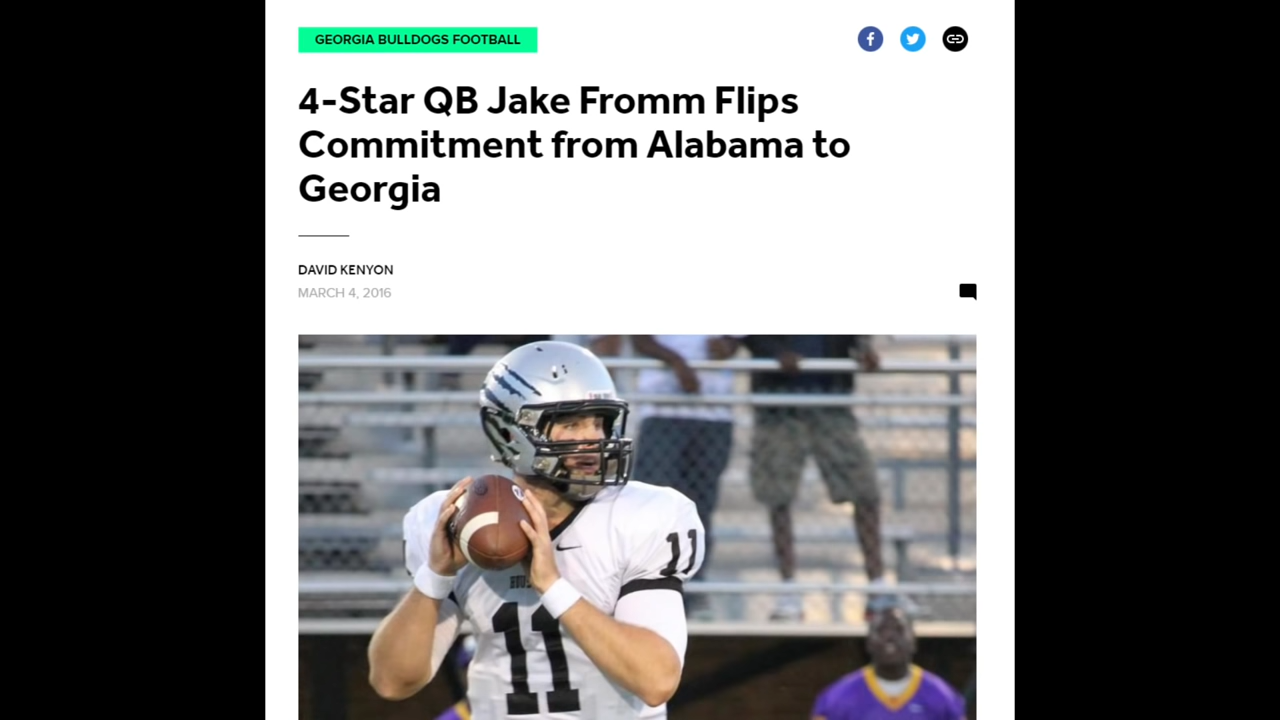 GEORGIA BULLDOGS FOOTBALL
4-Star QB Jake Fromm Flips
Commitment from Alabama to
Georgia
DAVID KENYON
MARCH 4, 2016
11
11